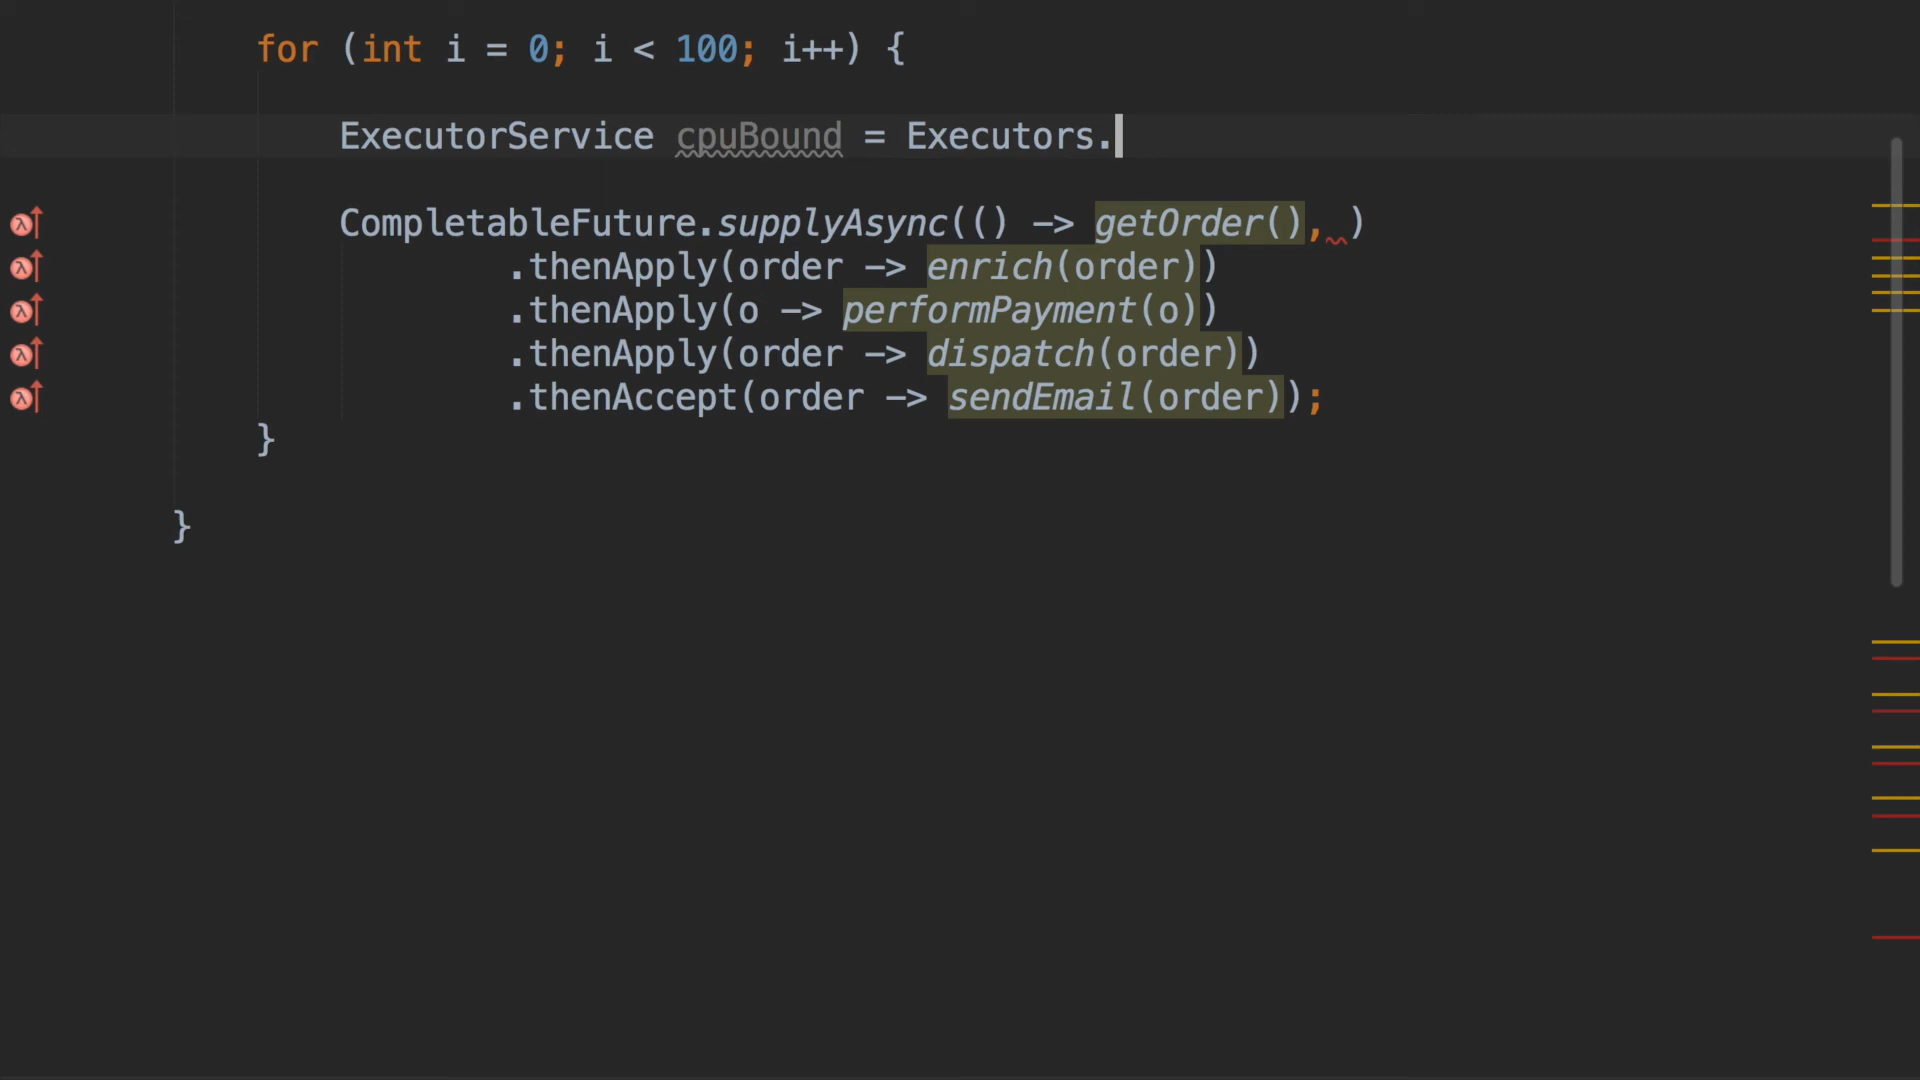 for (int i = 0; i < 100; i++) {
ExecutorService cpuBound = Executors.
CompletableFuture.supplyAsync(() -> getOrder(), )
.thenApply(order -> enrich(order))
.thenApply(o -> performPayment(o))
.thenApply(order -> dispatch(order))
.thenAccept(order -> sendEmail(order));
}
}